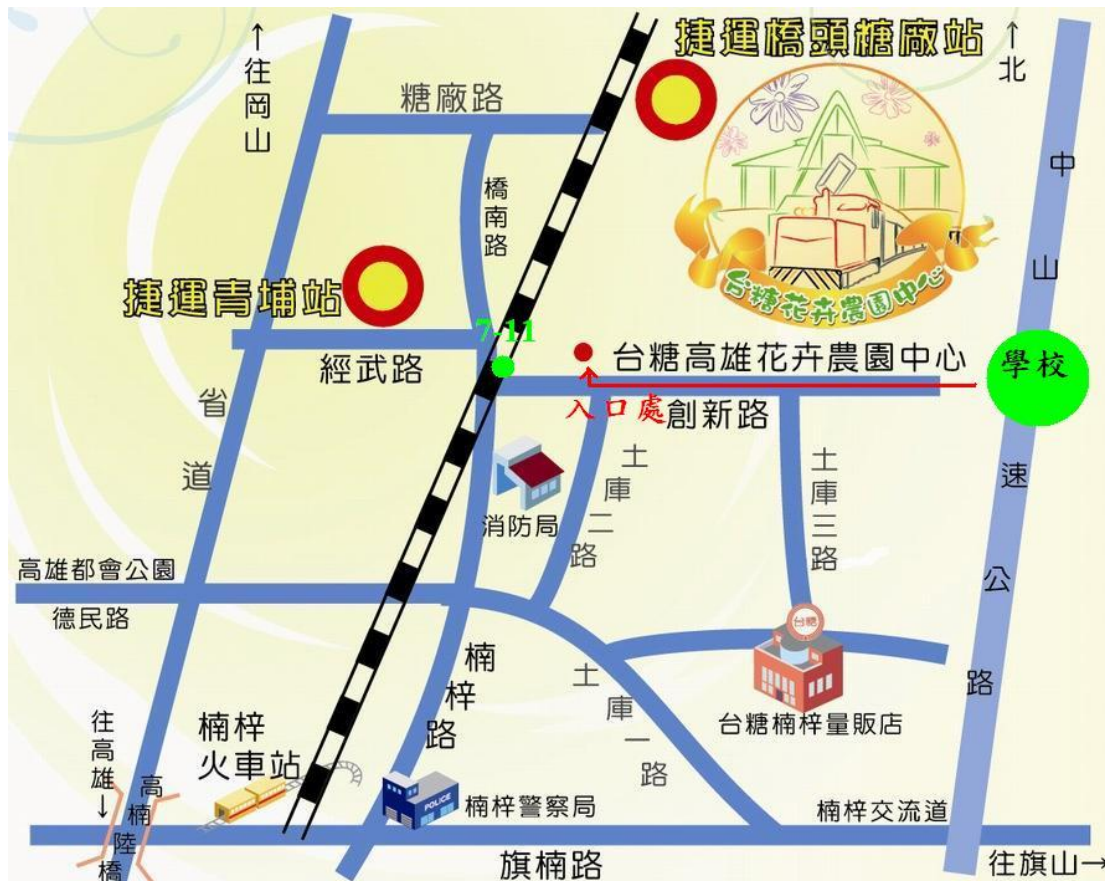 捷運橋頭糖廠站
↑北
↑往岡山
糖廠路
橋南路
中山高速公路
捷運青埔站
台糖花卉農園中心
7-11
經武路
台糖高雄花卉農園中心
學校
入口處
創新路
省道
土庫二路
土庫三路
消防局
高雄都會公園
德民路
台糖
楠梓路
土庫一路
台糖楠梓量販店
往高雄↓
楠梓
火車站
高楠陸橋
POLICE
楠梓警察局
楠梓交流道
旗楠路
往旗山→